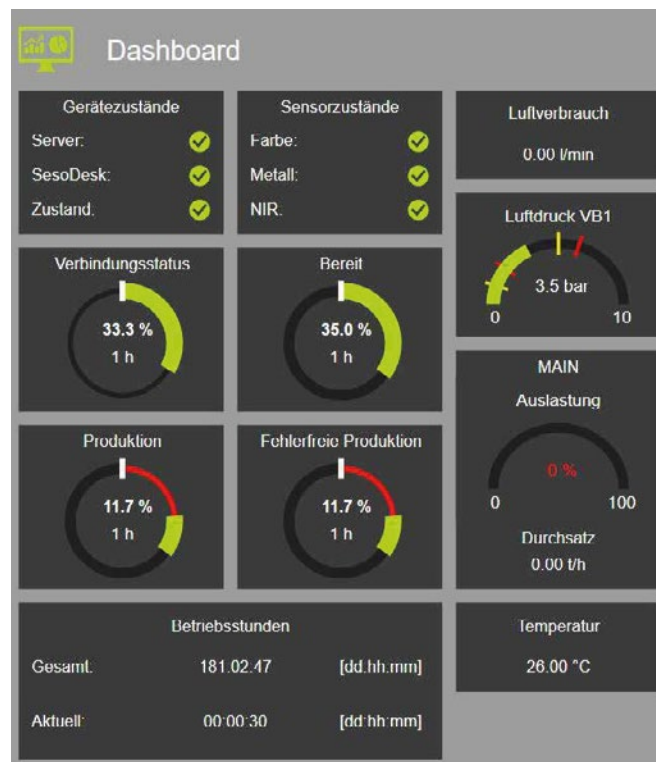 Dashboard
Gerätezustände
Server:
SesoDesk:
Zustand:
Sensorzustände
Farbe:
Metall:
NIR:
Luftverbrauch
0.00 l/min
Luftdruck VB1
3.5 bar
0 10
Verbindungsstatus
33.3 %
1 h
Bereit
35.0 %
1 h
MAIN
Auslastung
0 %
0 100
Durchsatz
0.00 t/h
Produktion
11.7 %
1 h
Fehlerfreie Produktion
11.7 %
1 h
Betriebsstunden
Gesamt: 181:02:47 [dd:hh:mm]
Aktuell: 00:00:30 [dd:hh:mm]
Temperatur
26.00 °C